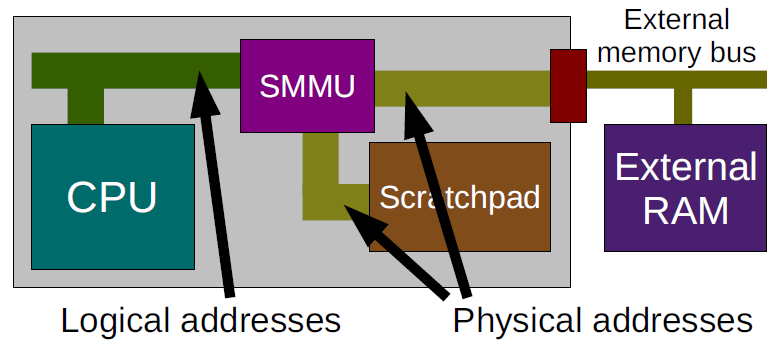 External
memory bus
SMMU
CPU
Scratchpad
External
RAM
Logical addresses
Physical addresses